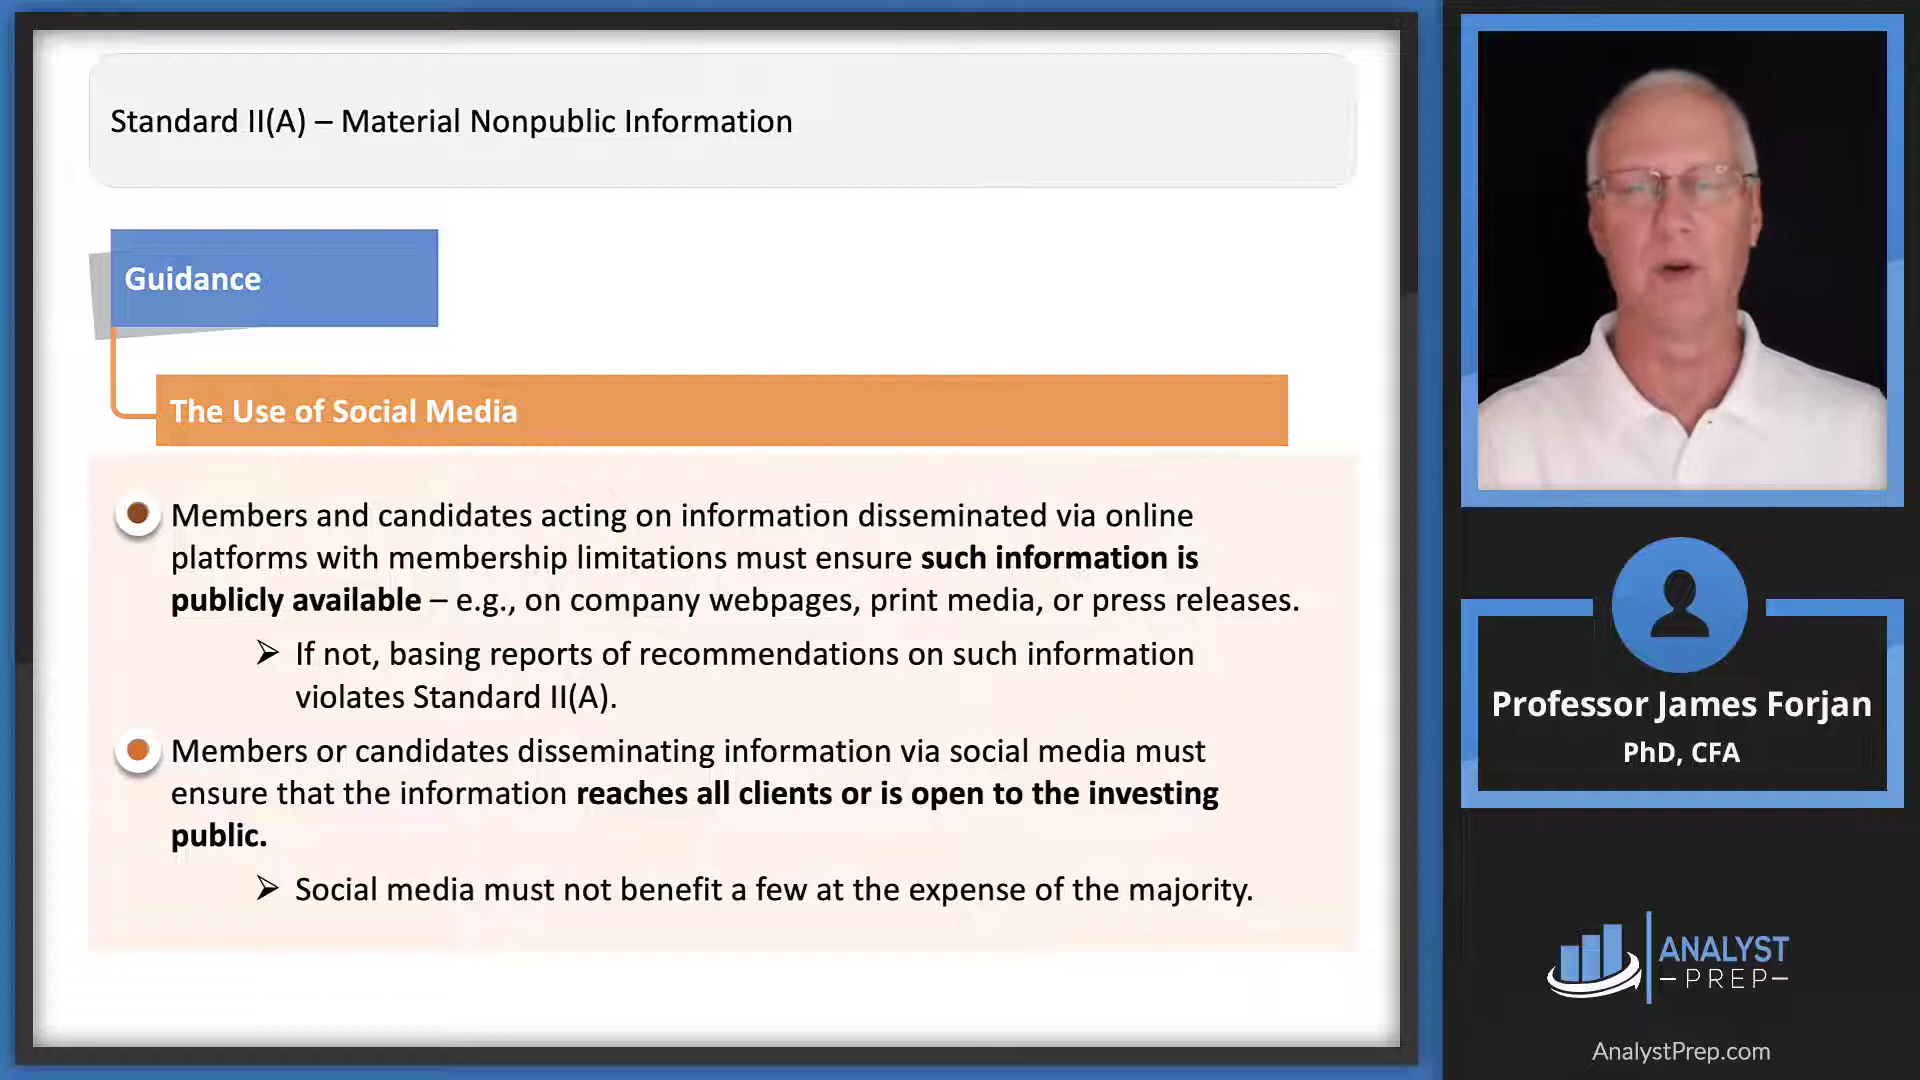 Standard II(A) – Material Nonpublic Information
Guidance
The Use of Social Media
Members and candidates acting on information disseminated via online
platforms with membership limitations must ensure such information is
publicly available – e.g., on company webpages, print media, or press releases.
If not, basing reports of recommendations on such information
violates Standard II(A).
Members or candidates disseminating information via social media must
ensure that the information reaches all clients or is open to the investing
public.
Social media must not benefit a few at the expense of the majority.
Professor James Forjan
PhD, CFA
ANALYST
PREP
AnalystPrep.com